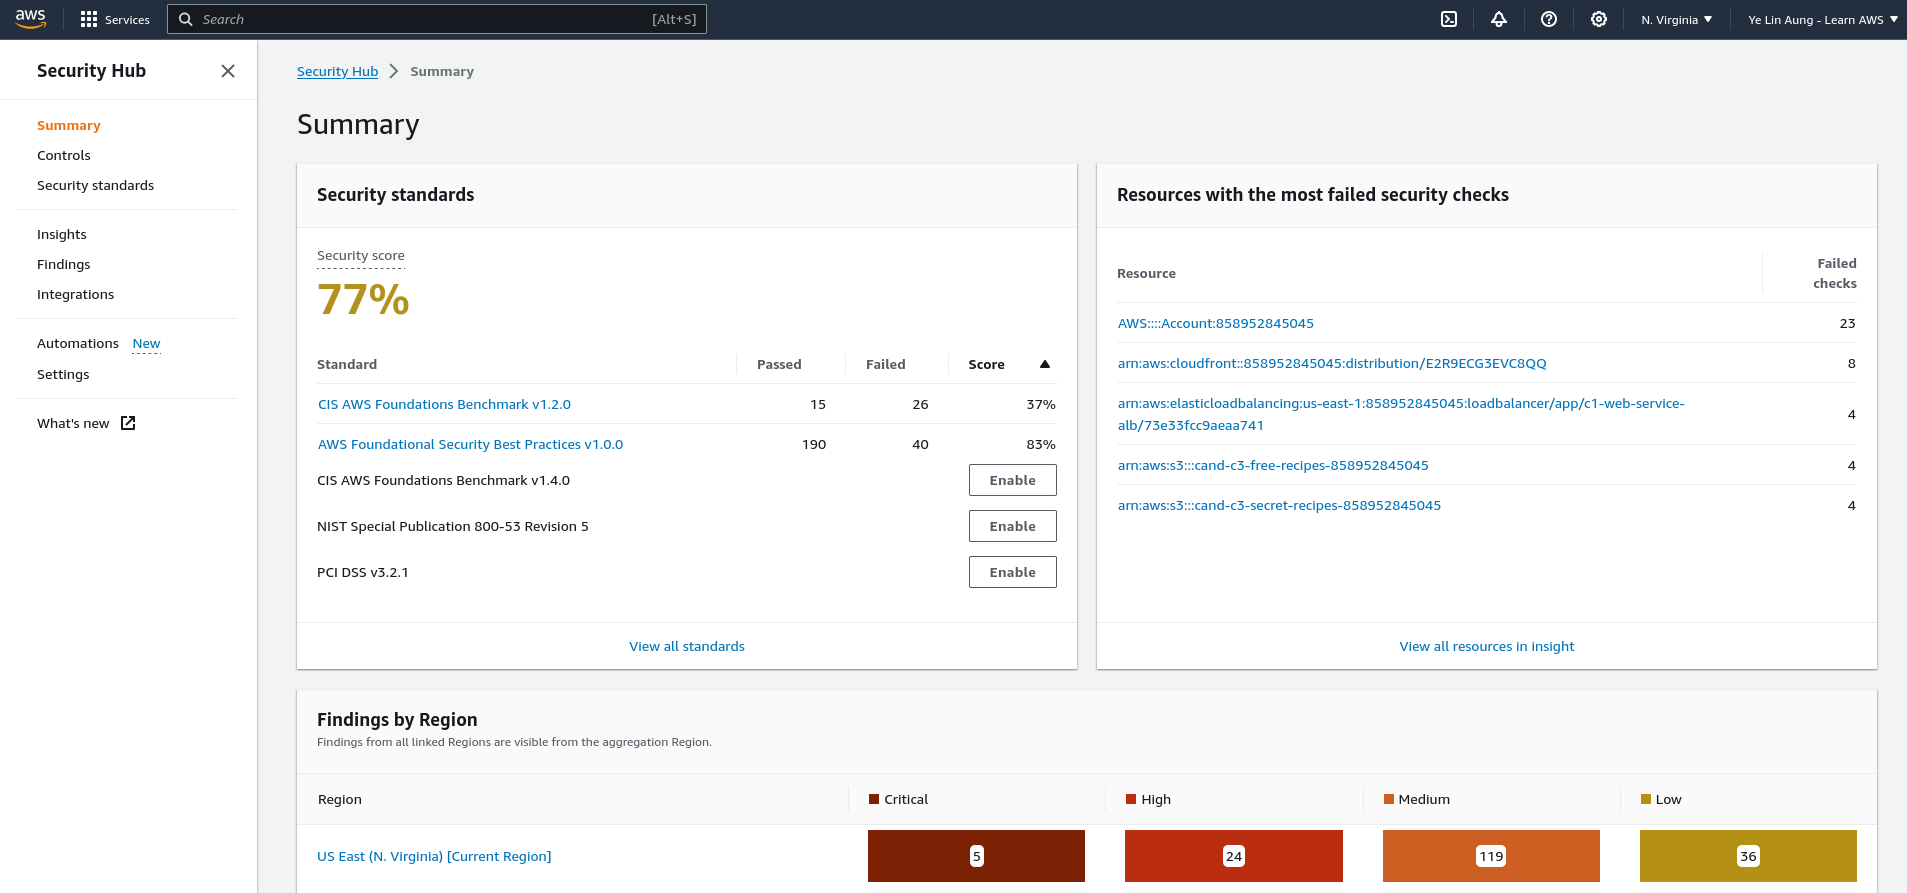 aws
Services
Search
[Alt+S]
N. Virginia
Ye Lin Aung - Learn AWS
Security Hub
Summary
Controls
Security standards
Insights
Findings
Integrations
Automations New
Settings
What's new
Security Hub > Summary
Summary
Security standards
Security score
77%
Standard Passed Failed Score
CIS AWS Foundations Benchmark v1.2.0 15 26 37%
AWS Foundational Security Best Practices v1.0.0 190 40 83%
CIS AWS Foundations Benchmark v1.4.0 Enable
NIST Special Publication 800-53 Revision 5 Enable
PCI DSS v3.2.1 Enable
View all standards
Resources with the most failed security checks
Resource Failed
checks
AWS::::Account:858952845045 23
arn:aws:cloudfront::858952845045:distribution/E2R9ECG3EVC8QQ 8
arn:aws:elasticloadbalancing:us-east-1:858952845045:loadbalancer/app/c1-web-service-
alb/73e33fcc9aeaa741 4
arn:aws:s3:::cand-c3-free-recipes-858952845045 4
arn:aws:s3:::cand-c3-secret-recipes-858952845045 4
View all resources in insight
Findings by Region
Findings from all linked Regions are visible from the aggregation Region.
Region Critical High Medium Low
US East (N. Virginia) [Current Region] 5 24 119 36